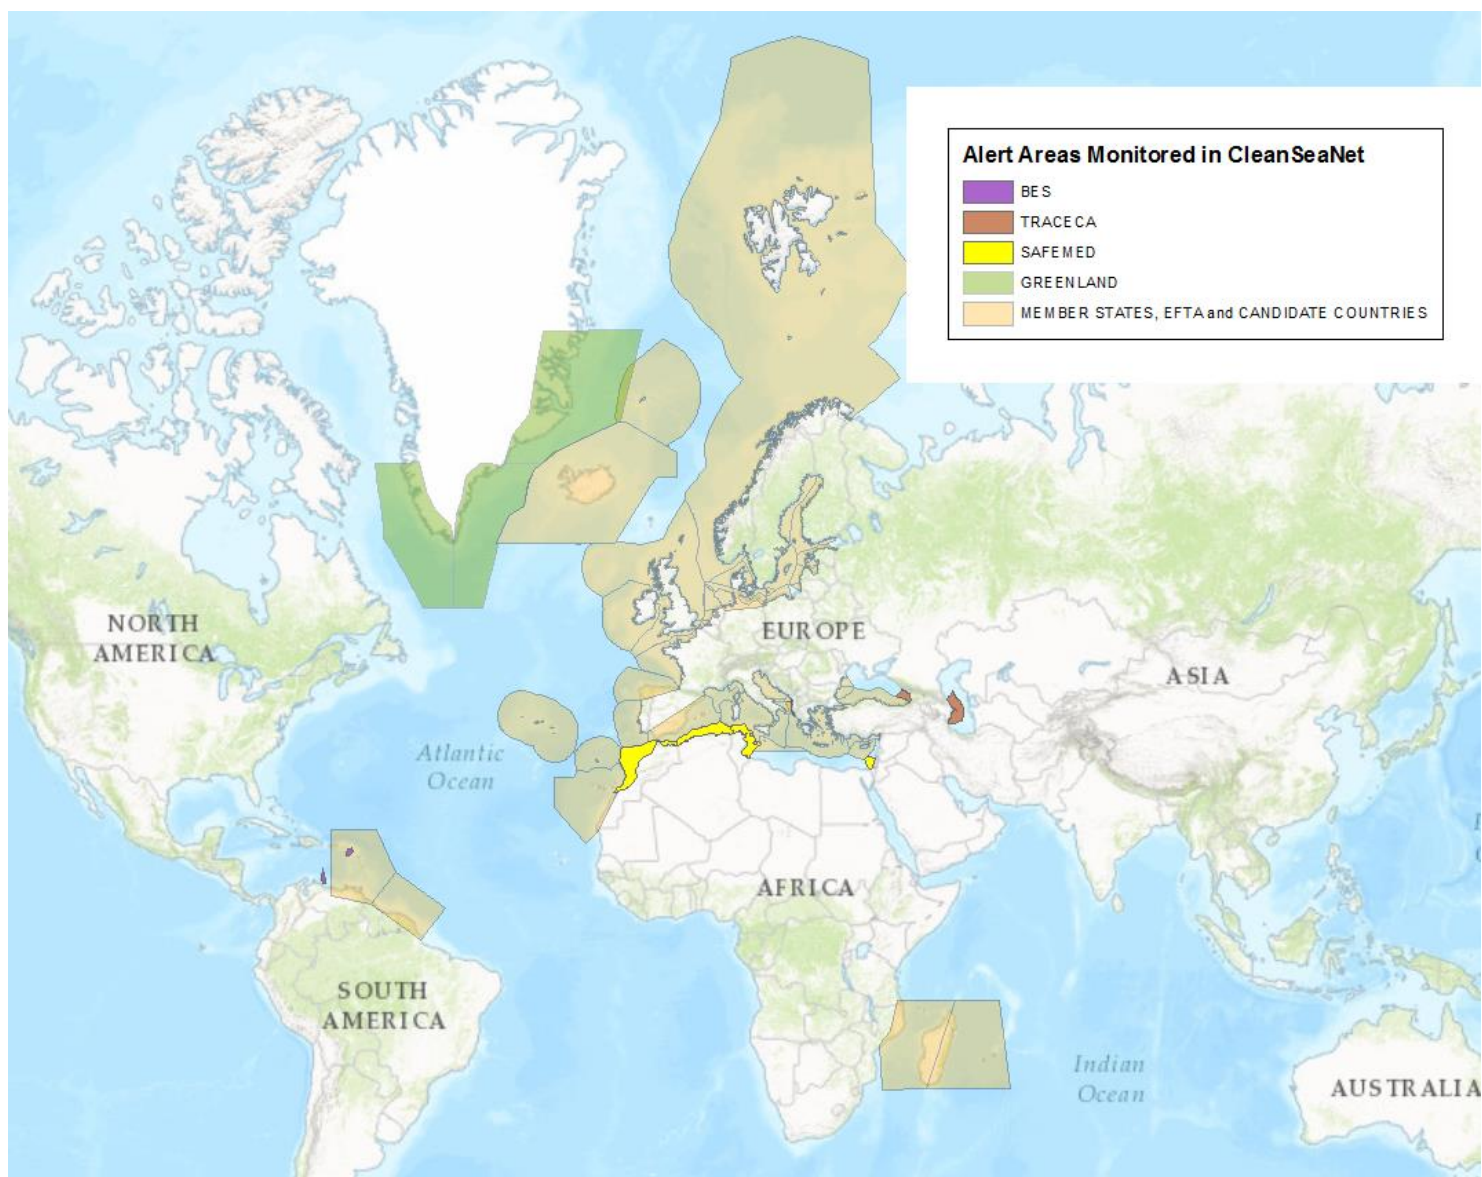 Alert Areas Monitored in CleanSeaNet
BES
TRACECA
SAFEMED
GREENLAND
MEMBER STATES, EFTA and CANDIDATE COUNTRIES
NORTH
AMERICA
EUROPE
ASIA
Atlantic
Ocean
AFRICA
SOUTH
AMERICA
Indian
Ocean
AUSTRALIA